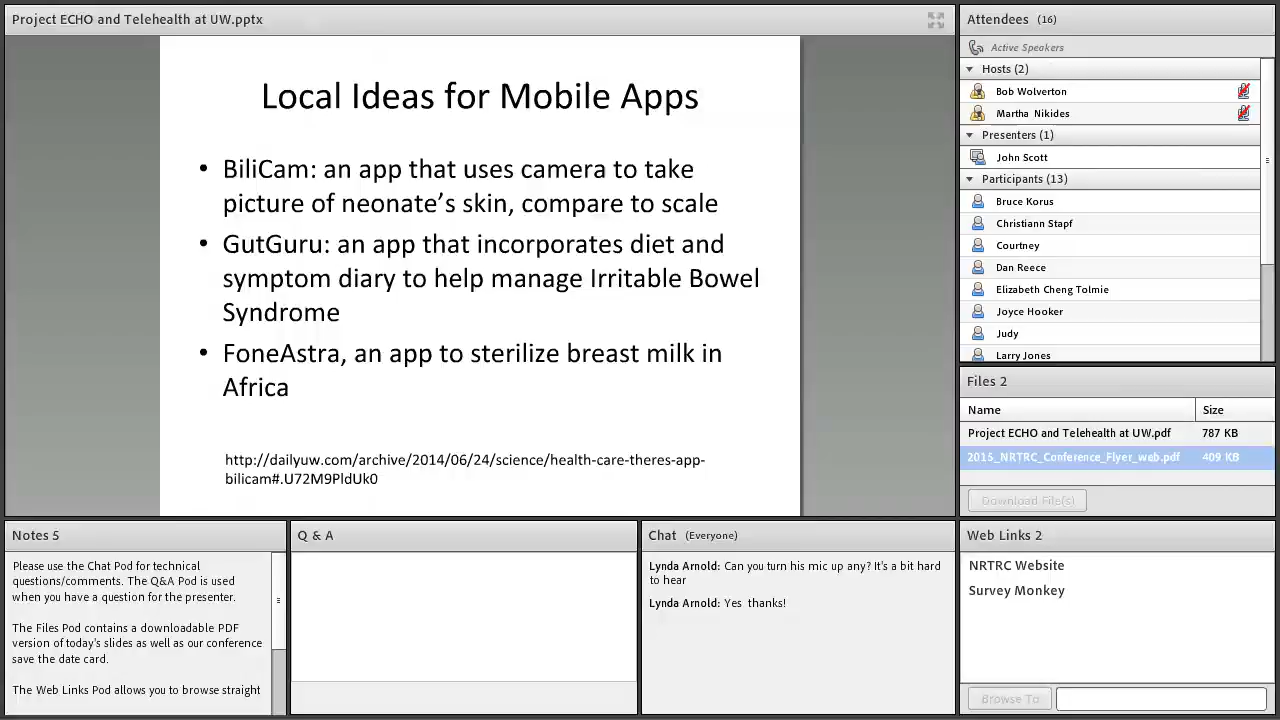 Project ECHO and Telehealth at UW.pptx
Local Ideas for Mobile Apps
• BiliCam: an app that uses camera to take
picture of neonate’s skin, compare to scale
• GutGuru: an app that incorporates diet and
symptom diary to help manage Irritable Bowel
Syndrome
• FoneAstra, an app to sterilize breast milk in
Africa
http://dailyuw.com/archive/2014/06/24/science/health-care-theres-app-
bilicam#.U72M9PldUk0
Attendees (16)
Active Speakers
Hosts (2)
Bob Wolverton
Martha Nikides
Presenters (1)
John Scott
Participants (13)
Bruce Korus
Christiann Stapf
Courtney
Dan Reece
Elizabeth Cheng Tolmie
Joyce Hooker
Judy
Larry Jones
Files 2
Name Size
Project ECHO and Telehealth at UW.pdf 787 KB
2015_NRTRC_Conference_Flyer_web.pdf 409 KB
Download File(s)
Notes 5
Please use the Chat Pod for technical
questions/comments. The Q&A Pod is used
when you have a question for the presenter.
The Files Pod contains a downloadable PDF
version of today's slides as well as our conference
save the date card.
The Web Links Pod allows you to browse straight
Q & A
Chat (Everyone)
Lynda Arnold: Can you turn his mic up any? It's a bit hard
to hear
Lynda Arnold: Yes thanks!
Web Links 2
NRTRC Website
Survey Monkey
Browse To